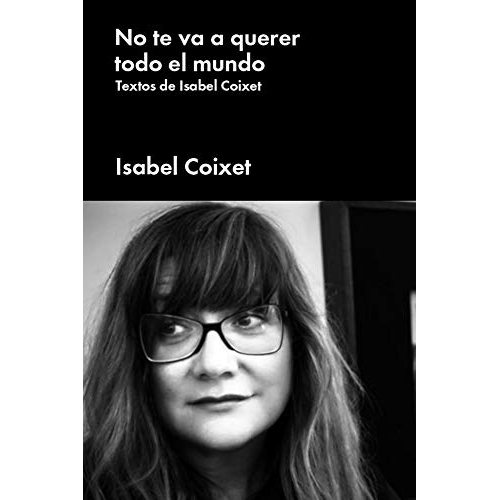 No te va a querer
todo el mundo
Textos de Isabel Coixet
Isabel Coixet